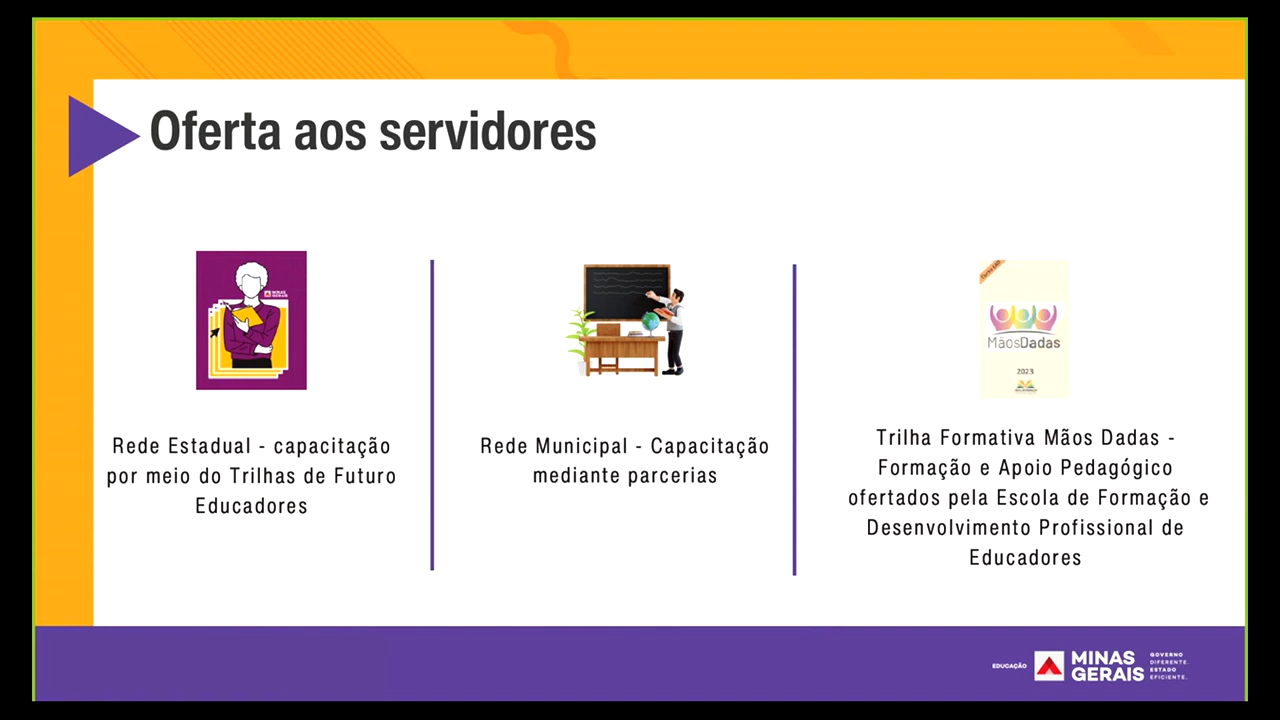 Oferta aos servidores
MINAS
GERAIS
Rede Estadual - capacitação
por meio do Trilhas de Futuro
Educadores
Rede Municipal - Capacitação
mediante parcerias
MãosDadas
2023
Trilha Formativa Mãos Dadas -
Formação e Apoio Pedagógico
ofertados pela Escola de Formação e
Desenvolvimento Profissional de
Educadores
EDUCAÇÃO
MINAS
GERAIS
GOVERNO
DIFERENTE.
ESTADO
EFICIENTE.